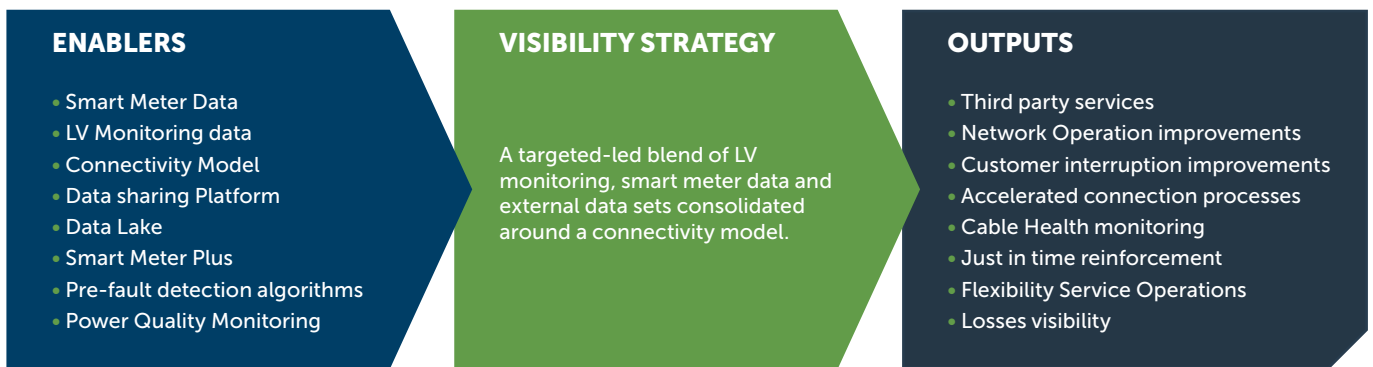 ENABLERS
• Smart Meter Data
• LV Monitoring data
• Connectivity Model
• Data sharing Platform
• Data Lake
• Smart Meter Plus
• Pre-fault detection algorithms
• Power Quality Monitoring
VISIBILITY STRATEGY
A targeted-led blend of LV
monitoring, smart meter data and
external data sets consolidated
around a connectivity model.
OUTPUTS
• Third party services
• Network Operation improvements
• Customer interruption improvements
• Accelerated connection processes
• Cable Health monitoring
• Just in time reinforcement
• Flexibility Service Operations
• Losses visibility